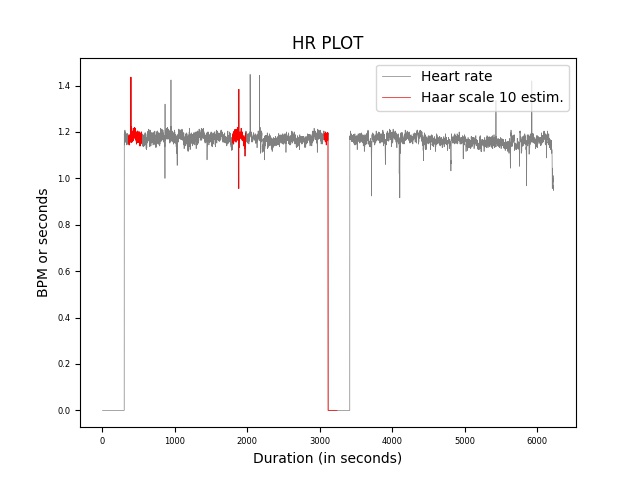 HR PLOT
Heart rate
Haar scale 10 estim.
BPM or seconds
1.4
1.2
1.0
0.8
0.6
0.4
0.2
0.0
0 1000 2000 3000 4000 5000 6000
Duration (in seconds)